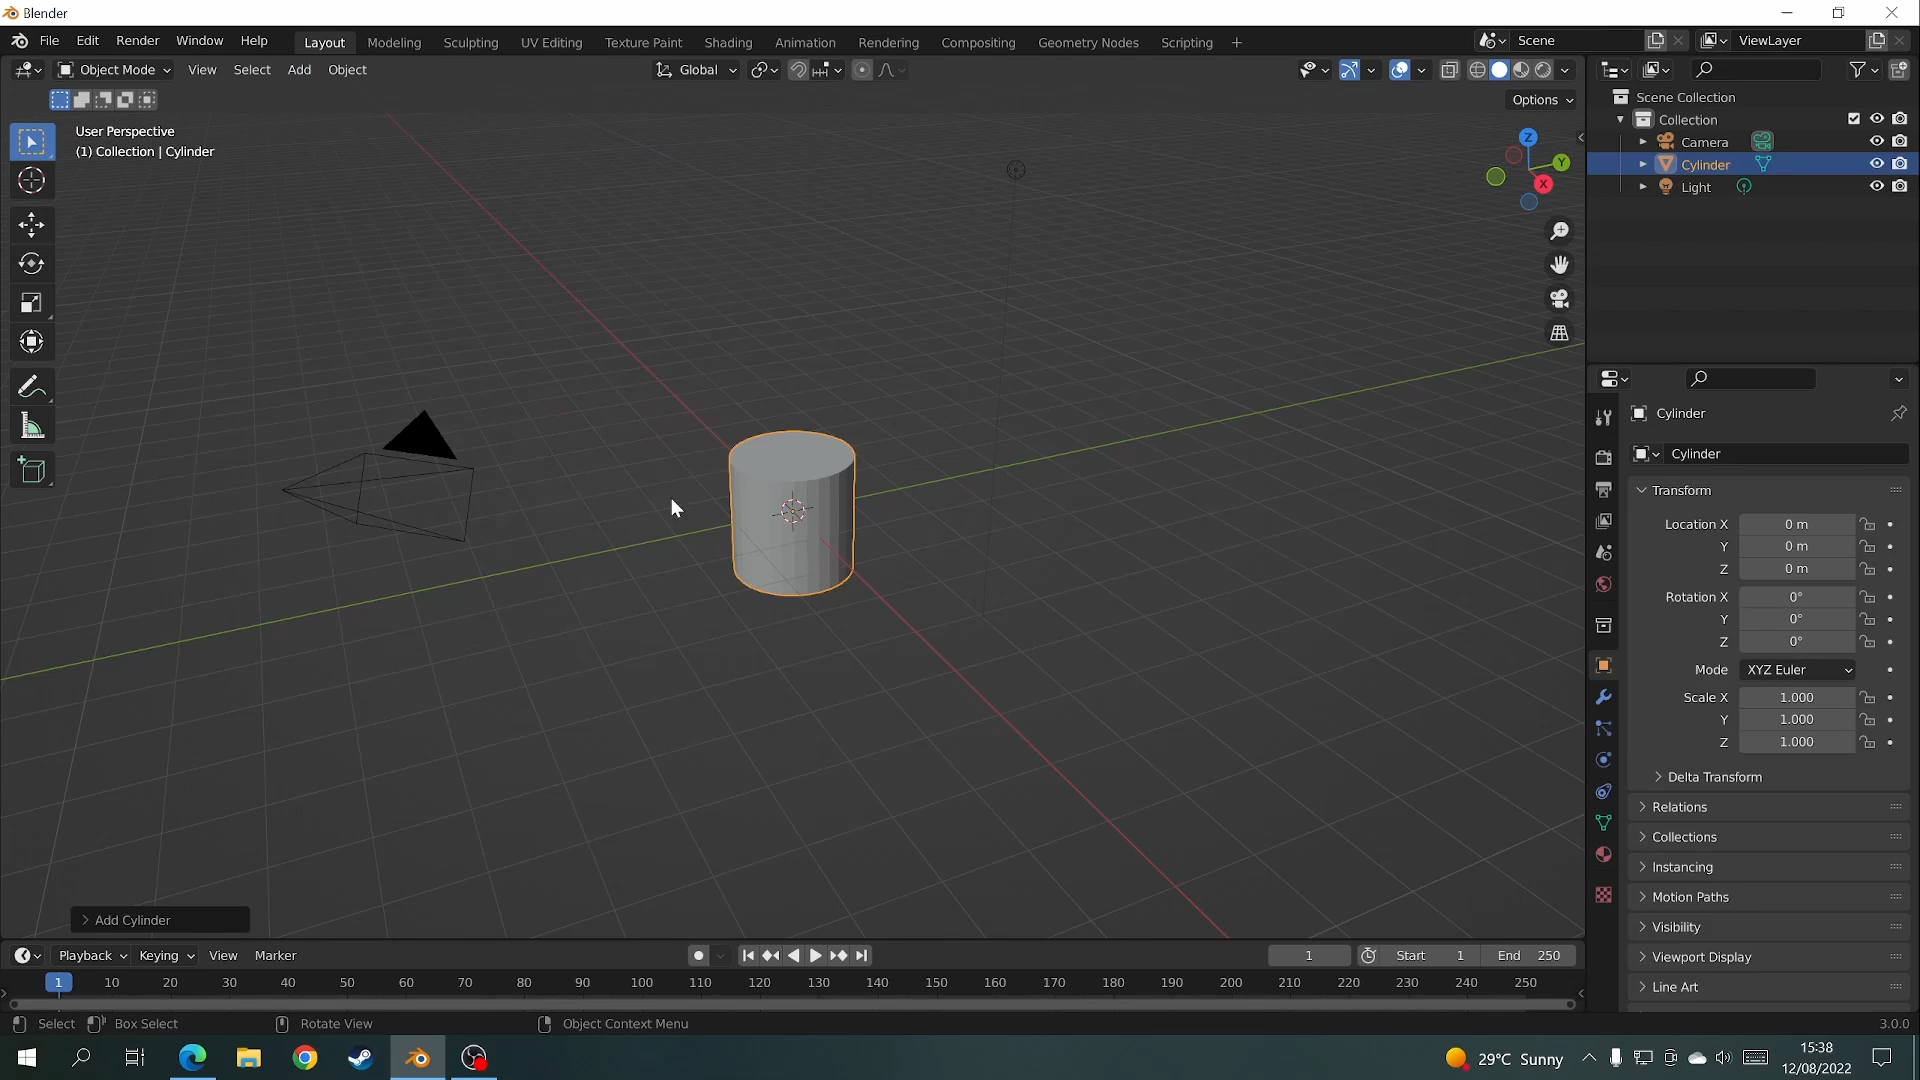 Blender
File Edit Render Window Help Layout Modeling Sculpting UV Editing Texture Paint Shading Animation Rendering Compositing Geometry Nodes Scripting + Scene ViewLayer
Object Mode View Select Add Object Global
Options
User Perspective
(1) Collection | Cylinder
Z
Y
X
Scene Collection
Collection
Camera
Cylinder
Light
Cylinder
Cylinder
Transform
Location X 0 m
Y 0 m
Z 0 m
Rotation X 0°
Y 0°
Z 0°
Mode XYZ Euler
Scale X 1.000
Y 1.000
Z 1.000
Delta Transform
Relations
Collections
Instancing
Motion Paths
Visibility
Viewport Display
Line Art
Add Cylinder
Playback Keying View Marker 1 Start 1 End 250
1 10 20 30 40 50 60 70 80 90 100 110 120 130 140 150 160 170 180 190 200 210 220 230 240 250
Select Box Select Rotate View Object Context Menu 3.0.0
29°C Sunny
15:38
12/08/2022